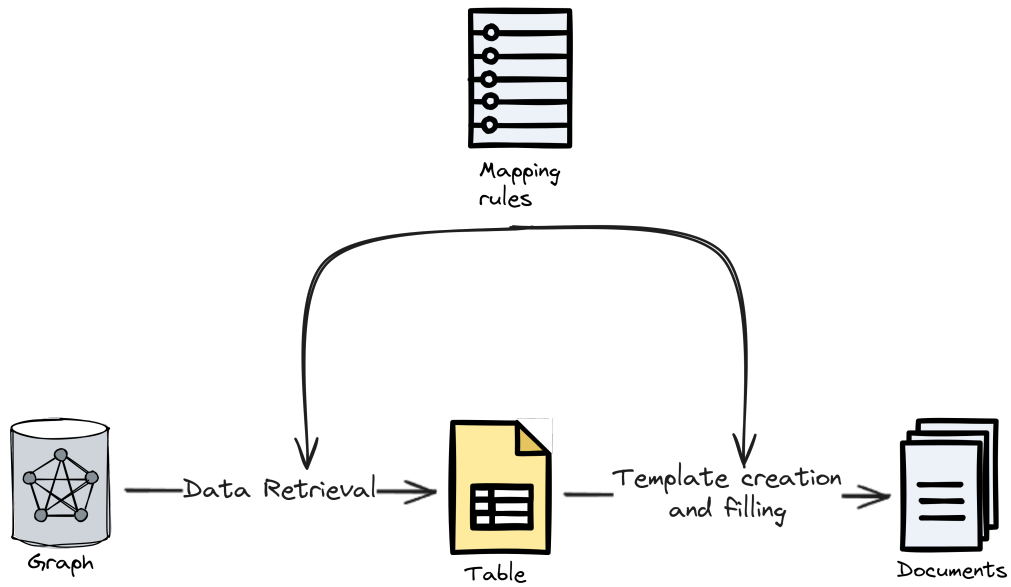 Mapping
rules
Data Retrieval
Template creation
and filling
Graph
Table
Documents